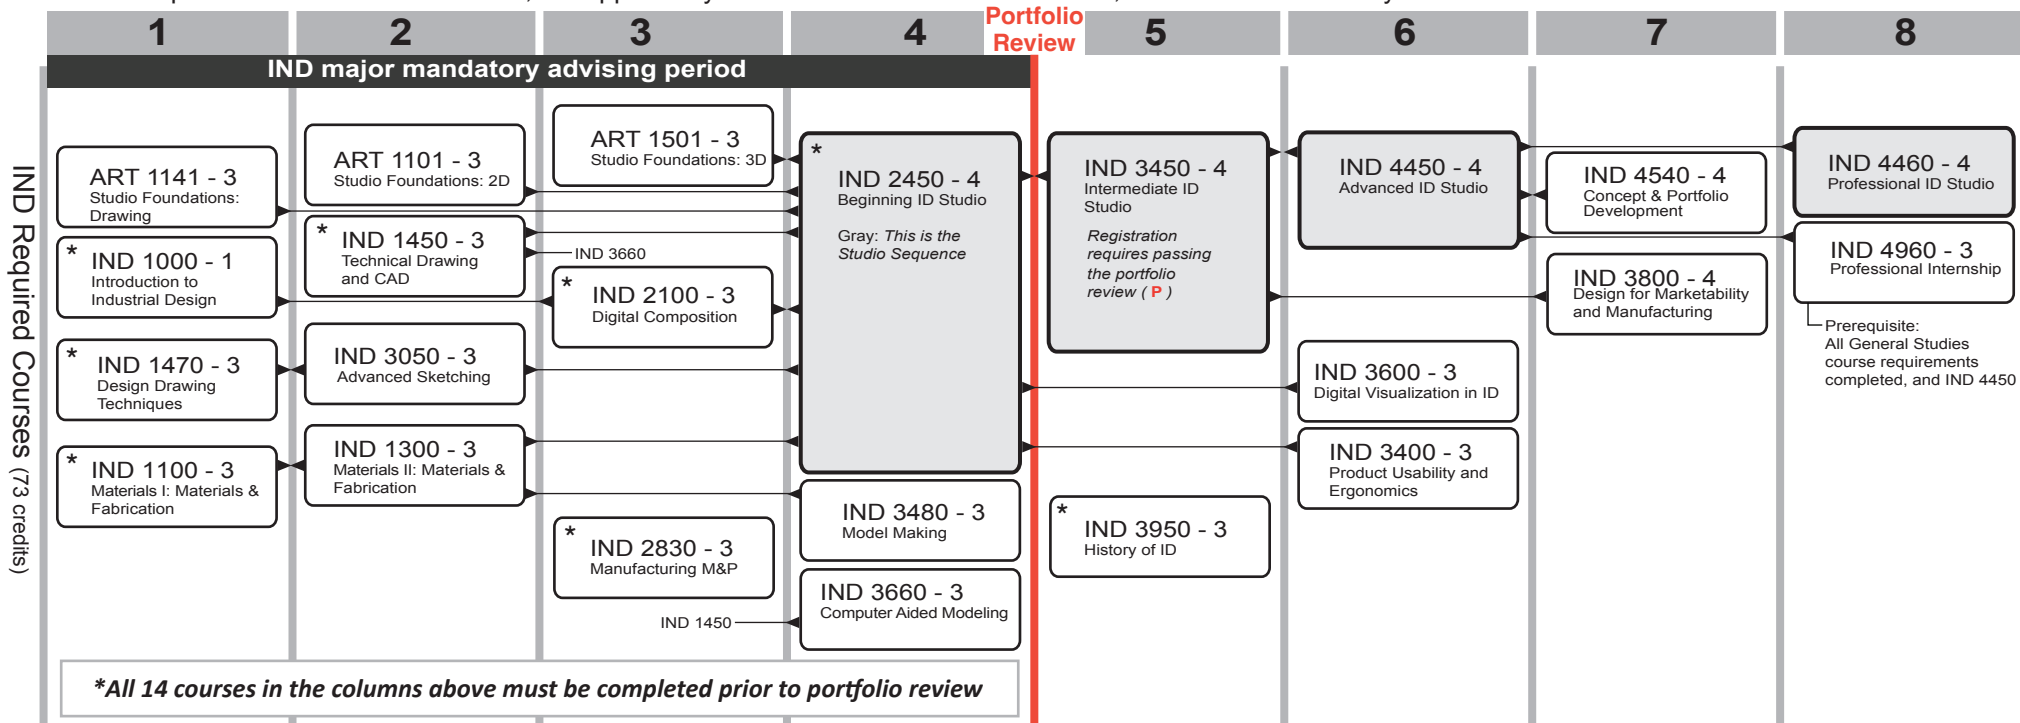 1
2
3
4
Portfolio
Review
5
6
7
8
IND major mandatory advising period
IND Required Courses (73 credits)
ART 1141 - 3
Studio Foundations:
Drawing
* IND 1000 - 1
Introduction to
Industrial Design
* IND 1470 - 3
Design Drawing
Techniques
* IND 1100 - 3
Materials I: Materials &
Fabrication
ART 1101 - 3
Studio Foundations: 2D
* IND 1450 - 3
Technical Drawing
and CAD
IND 3660
IND 3050 - 3
Advanced Sketching
IND 1300 - 3
Materials II: Materials &
Fabrication
ART 1501 - 3
Studio Foundations: 3D
* IND 2100 - 3
Digital Composition
* IND 2830 - 3
Manufacturing M&P
IND 1450
*
IND 2450 - 4
Beginning ID Studio
Gray: This is the
Studio Sequence
IND 3480 - 3
Model Making
IND 3660 - 3
Computer Aided Modeling
IND 3450 - 4
Intermediate ID
Studio
Registration
requires passing
the portfolio
review ( P )
* IND 3950 - 3
History of ID
IND 4450 - 4
Advanced ID Studio
IND 3600 - 3
Digital Visualization in ID
IND 3400 - 3
Product Usability and
Ergonomics
IND 4540 - 4
Concept & Portfolio
Development
IND 3800 - 4
Design for Marketability
and Manufacturing
IND 4460 - 4
Professional ID Studio
IND 4960 - 3
Professional Internship
Prerequisite:
All General Studies
course requirements
completed, and IND 4450
*All 14 courses in the columns above must be completed prior to portfolio review